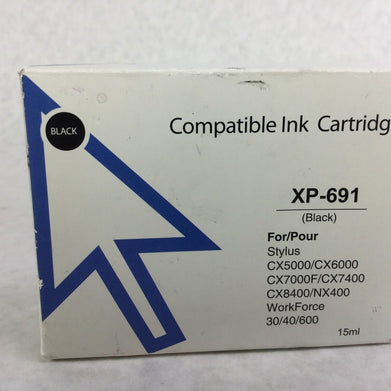 BLACK
Compatible Ink Cartridg
XP-691
(Black)
For/Pour
Stylus
CX5000/CX6000
CX7000F/CX7400
CX8400/NX400
WorkForce
30/40/600
15ml